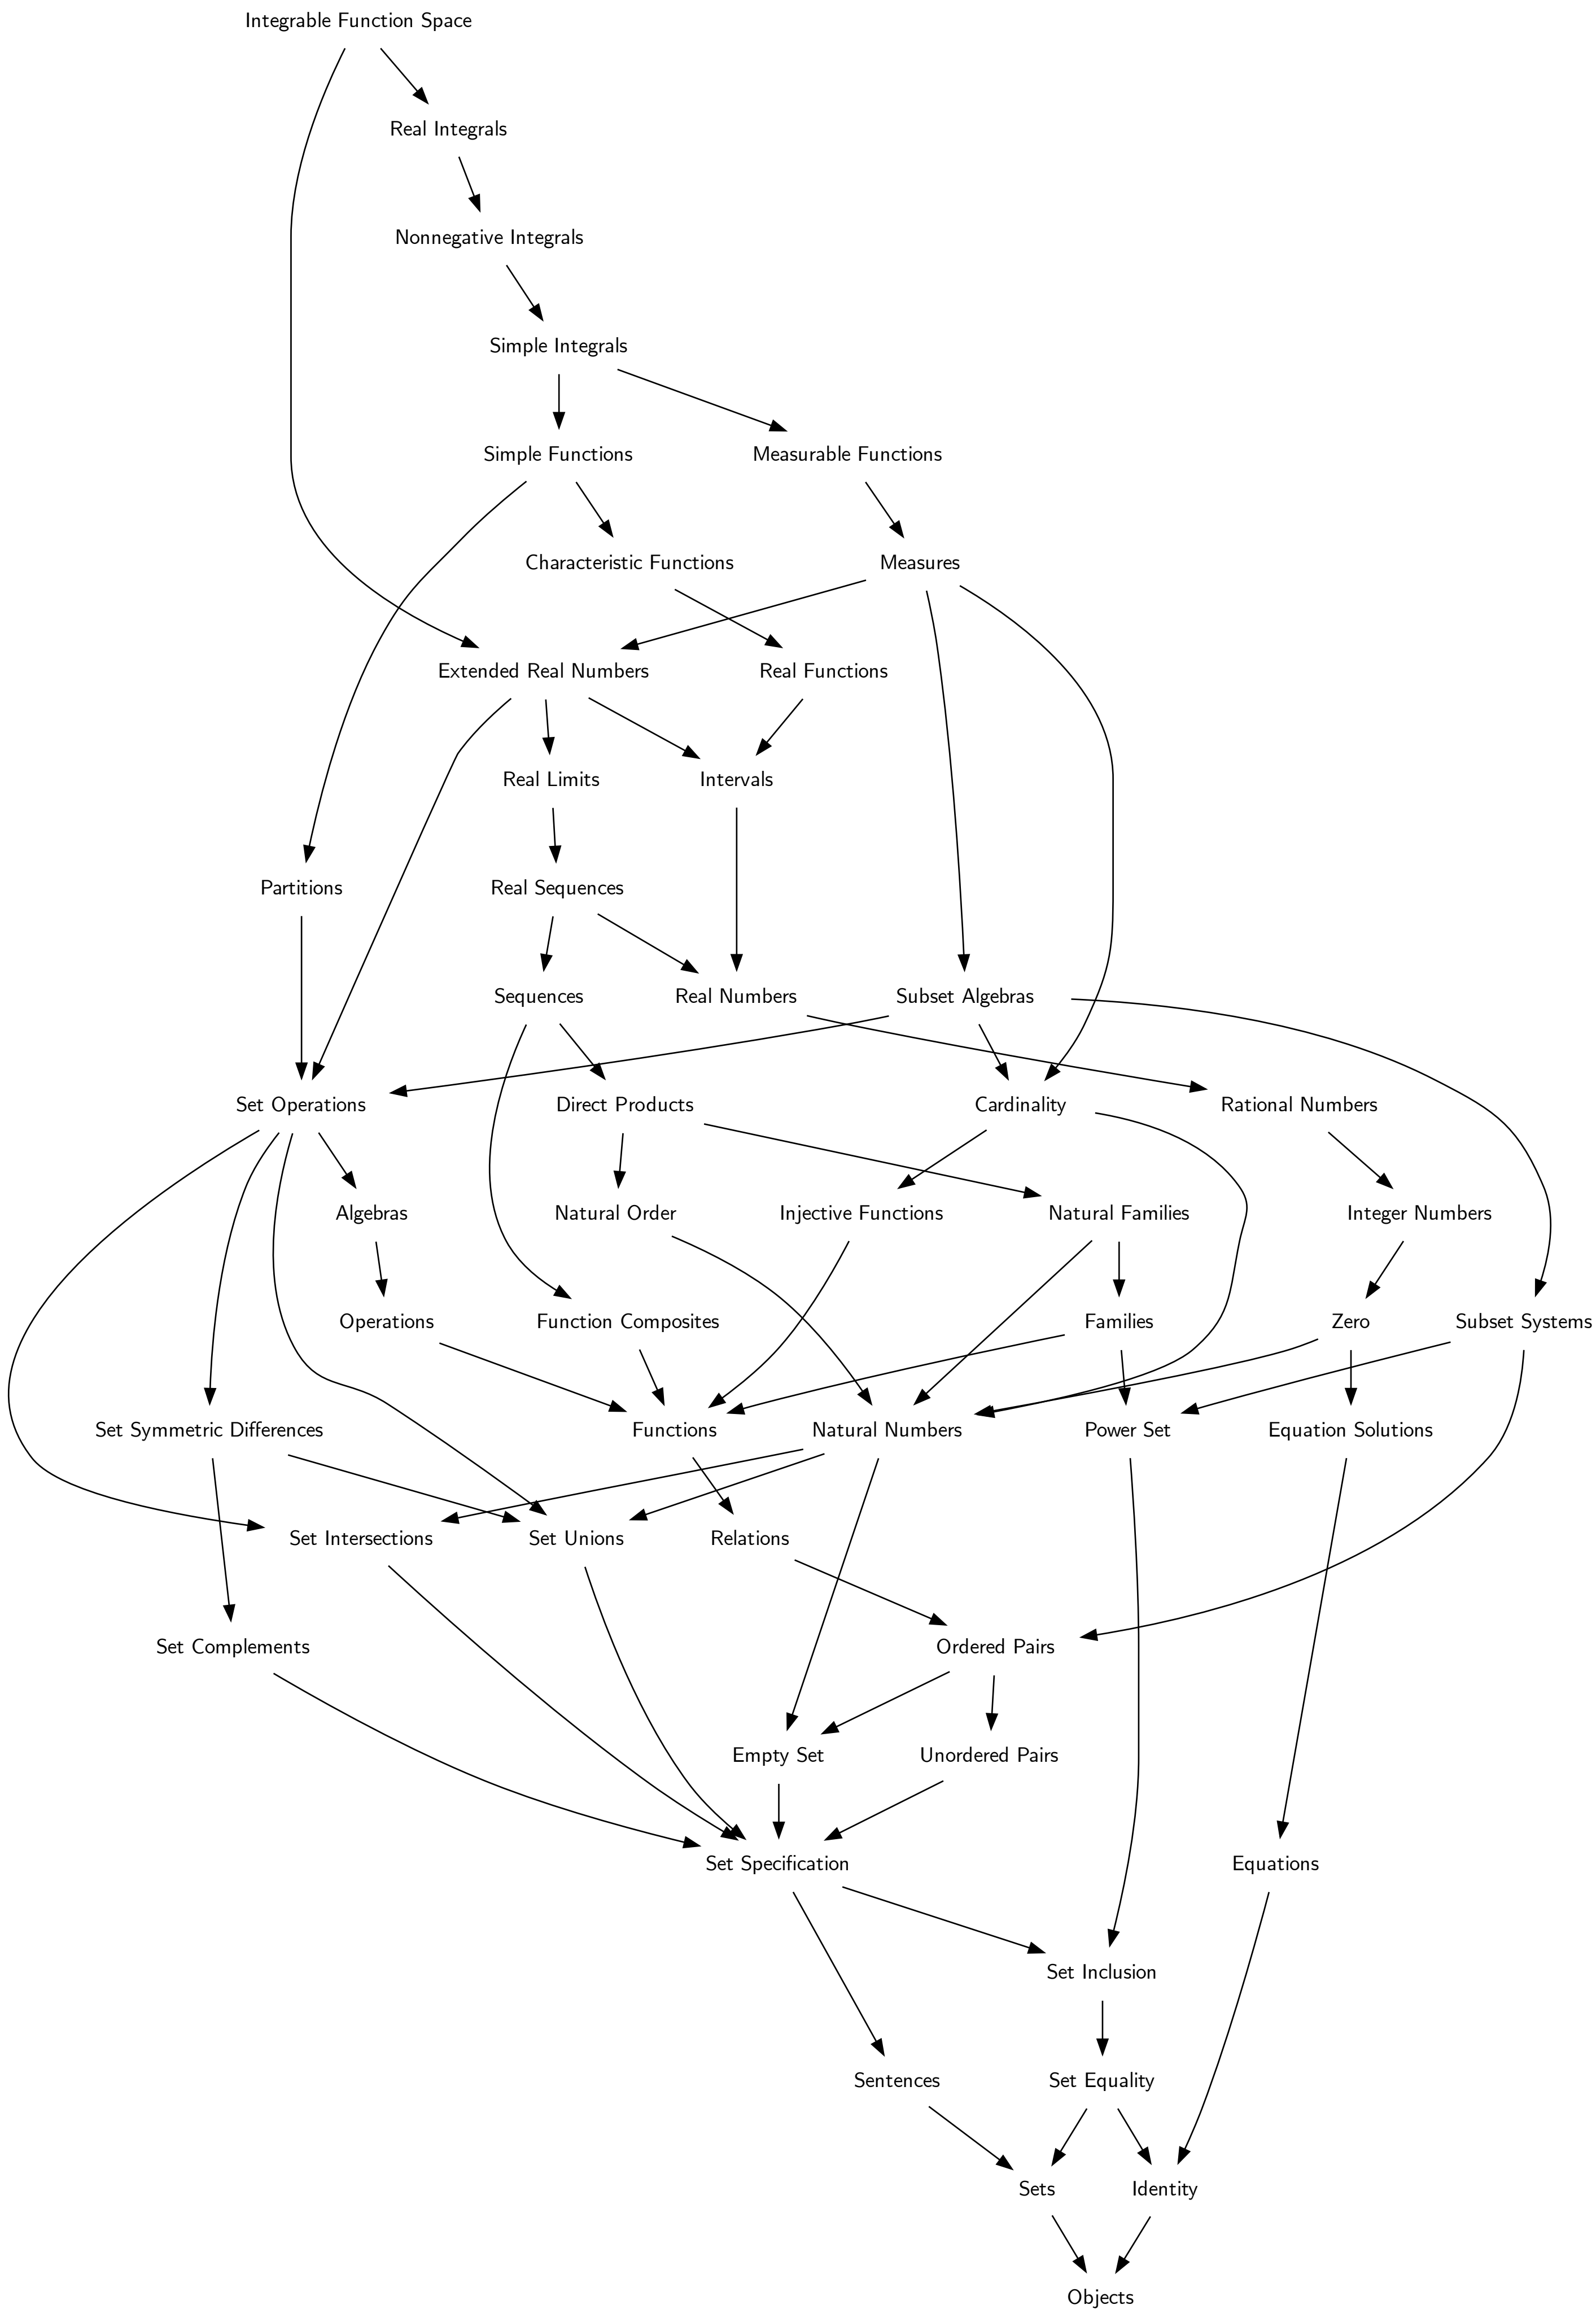 Integrable Function Space
Real Integrals
Nonnegative Integrals
Simple Integrals
Simple Functions
Measurable Functions
Characteristic Functions
Measures
Extended Real Numbers
Real Functions
Real Limits
Intervals
Partitions
Real Sequences
Sequences
Real Numbers
Subset Algebras
Set Operations
Direct Products
Cardinality
Rational Numbers
Algebras
Natural Order
Injective Functions
Natural Families
Integer Numbers
Operations
Function Composites
Families
Zero
Subset Systems
Set Symmetric Differences
Functions
Natural Numbers
Power Set
Equation Solutions
Set Intersections
Set Unions
Relations
Set Complements
Ordered Pairs
Empty Set
Unordered Pairs
Set Specification
Equations
Set Inclusion
Sentences
Set Equality
Sets
Identity
Objects